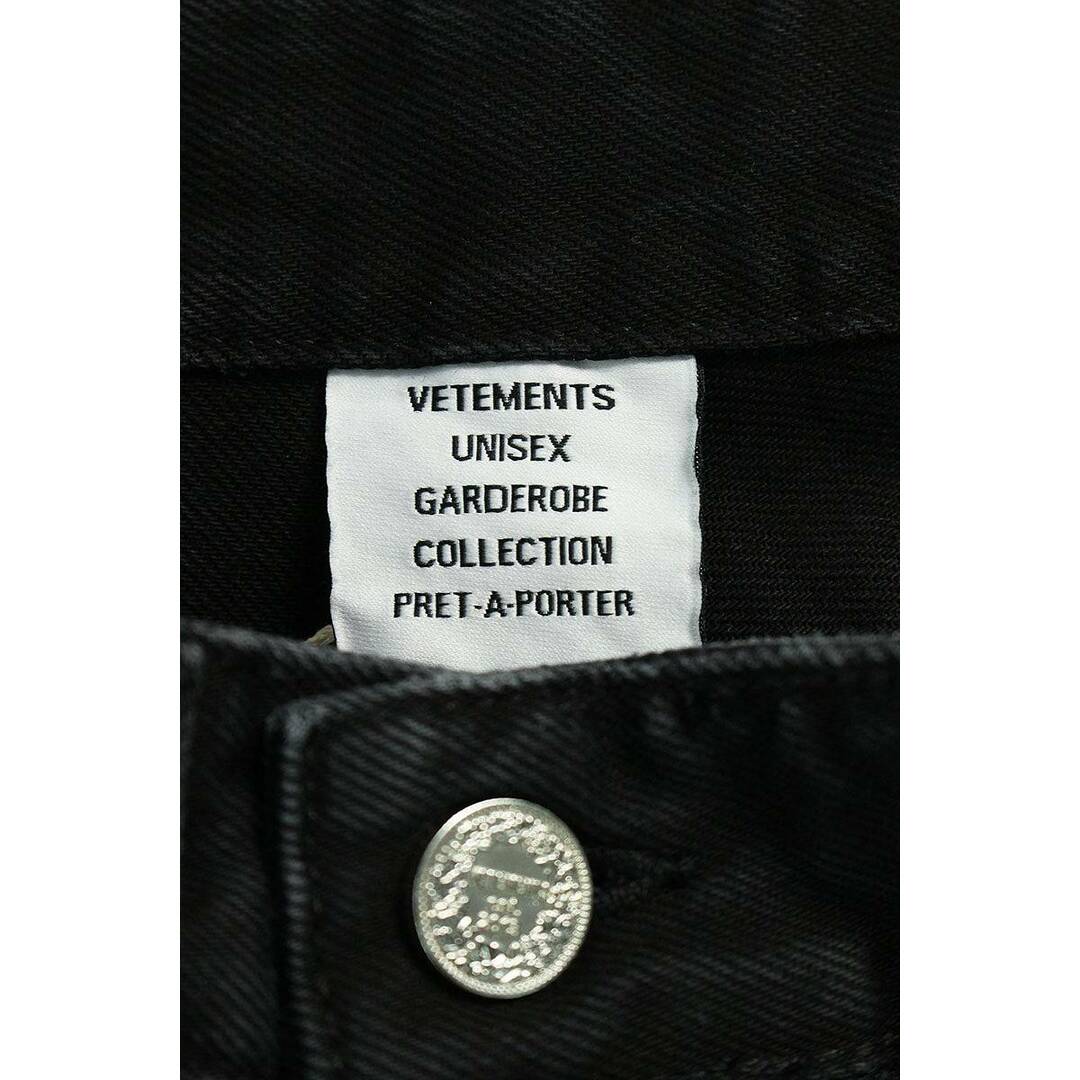 VETEMENTS
UNISEX
GARDEROBE
COLLECTION
PRET-A-PORTER